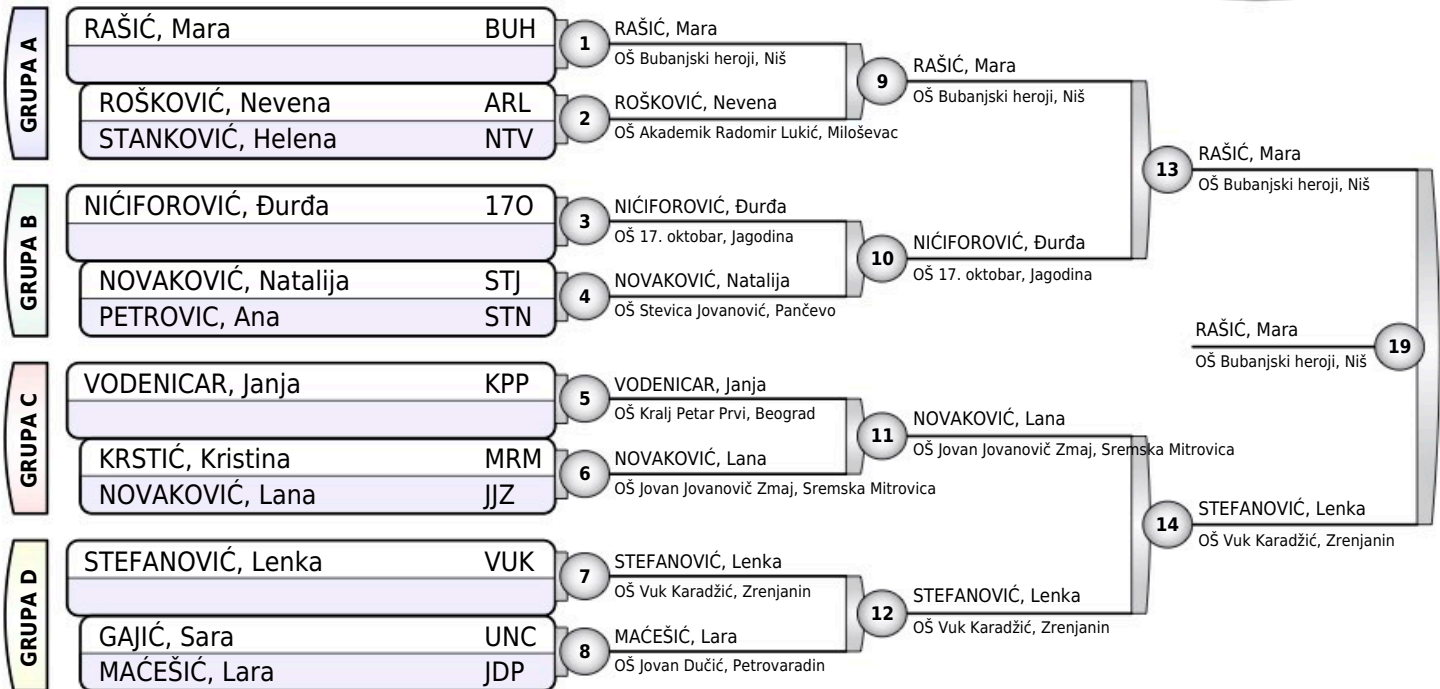 GRUPA A
RAŠIĆ, Mara BUH
ROŠKOVIĆ, Nevena ARL
STANKOVIĆ, Helena NTV
GRUPA B
NIĆIFOROVIĆ, Đurđa 17O
NOVAKOVIĆ, Natalija STJ
PETROVIC, Ana STN
GRUPA C
VODENICAR, Janja KPP
KRSTIĆ, Kristina MRM
NOVAKOVIĆ, Lana JJZ
GRUPA D
STEFANOVIĆ, Lenka VUK
GAJIĆ, Sara UNC
MAĆEŠIĆ, Lara JDP
1
RAŠIĆ, Mara
OŠ Bubanjski heroji, Niš
2
ROŠKOVIĆ, Nevena
OŠ Akademik Radomir Lukić, Miloševac
3
NIĆIFOROVIĆ, Đurđa
OŠ 17. oktobar, Jagodina
4
NOVAKOVIĆ, Natalija
OŠ Stevica Jovanović, Pančevo
5
VODENICAR, Janja
OŠ Kralj Petar Prvi, Beograd
6
NOVAKOVIĆ, Lana
OŠ Jovan Jovanovič Zmaj, Sremska Mitrovica
7
STEFANOVIĆ, Lenka
OŠ Vuk Karadžić, Zrenjanin
8
MAĆEŠIĆ, Lara
OŠ Jovan Dučić, Petrovaradin
9
RAŠIĆ, Mara
OŠ Bubanjski heroji, Niš
10
NIĆIFOROVIĆ, Đurđa
OŠ 17. oktobar, Jagodina
11
NOVAKOVIĆ, Lana
OŠ Jovan Jovanovič Zmaj, Sremska Mitrovica
12
STEFANOVIĆ, Lenka
OŠ Vuk Karadžić, Zrenjanin
13
RAŠIĆ, Mara
OŠ Bubanjski heroji, Niš
14
STEFANOVIĆ, Lenka
OŠ Vuk Karadžić, Zrenjanin
RAŠIĆ, Mara
OŠ Bubanjski heroji, Niš
19